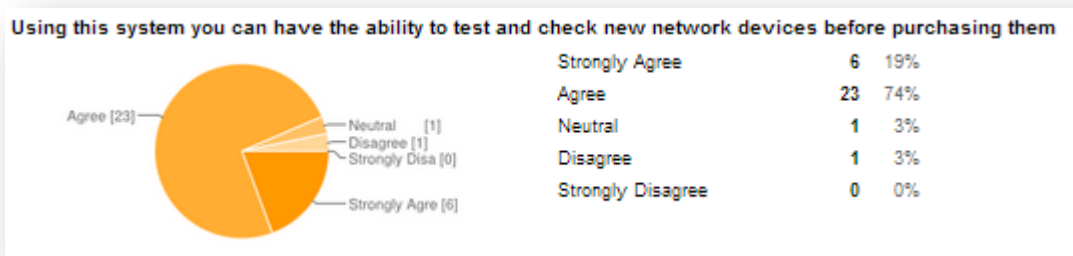 Using this system you can have the ability to test and check new network devices before purchasing them
Agree [23]
Neutral [1]
Disagree [1]
Strongly Disa [0]
Strongly Agre [6]
Strongly Agree 6 19%
Agree 23 74%
Neutral 1 3%
Disagree 1 3%
Strongly Disagree 0 0%